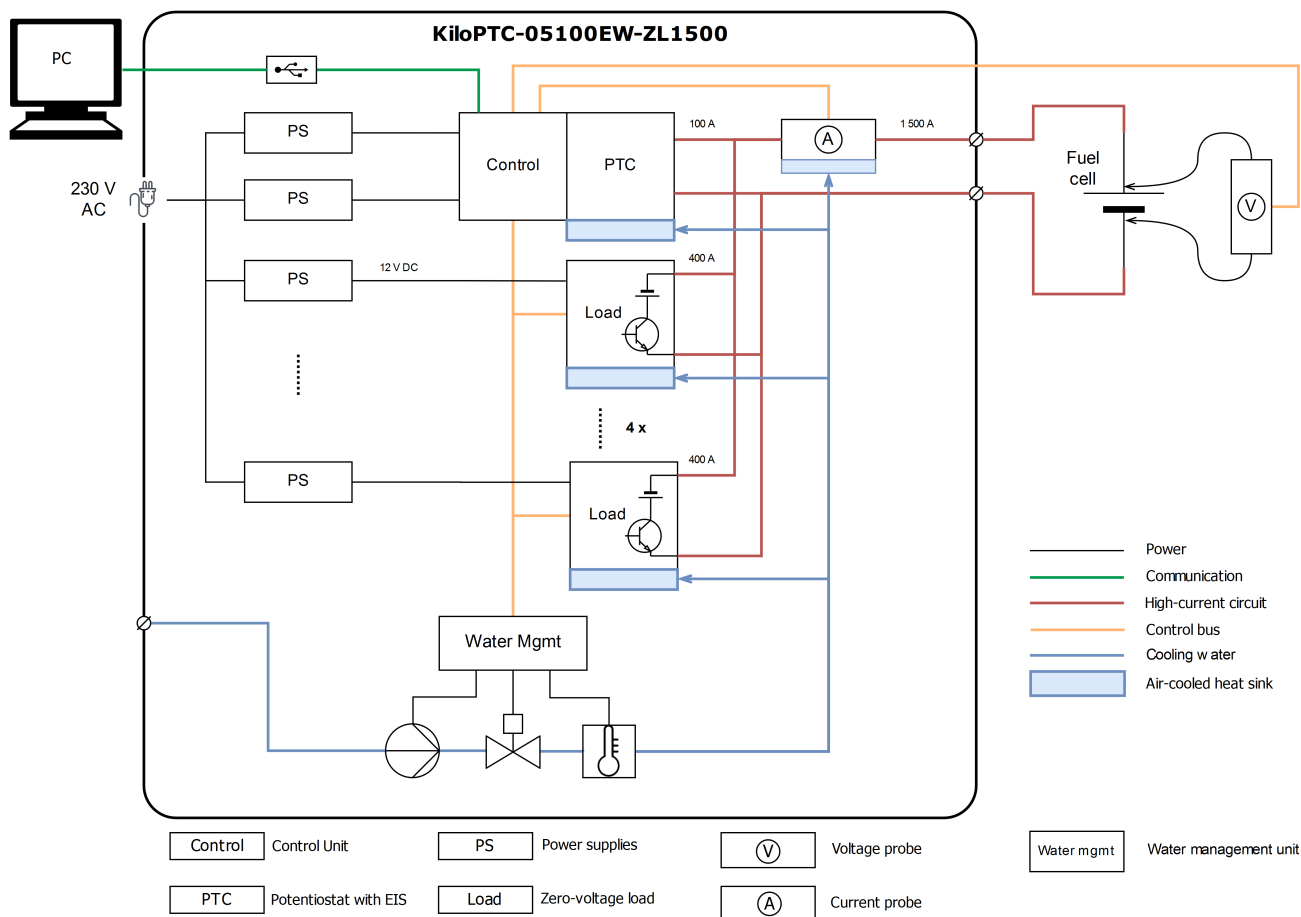 KiloPTC-05100EW-ZL1500
PC
PS
100 A
1 500 A
A
Control
PTC
Fuel
cell
230 V
AC
PS
V
PS
12 V DC
400 A
Load
4 x
400 A
PS
Load
Power
Communication
High-current circuit
Control bus
Cooling water
Air-cooled heat sink
Water Mgmt
Control
Control Unit
PS
Power supplies
V
Voltage probe
Water mgmt
Water management unit
PTC
Potentiostat with EIS
Load
Zero-voltage load
A
Current probe